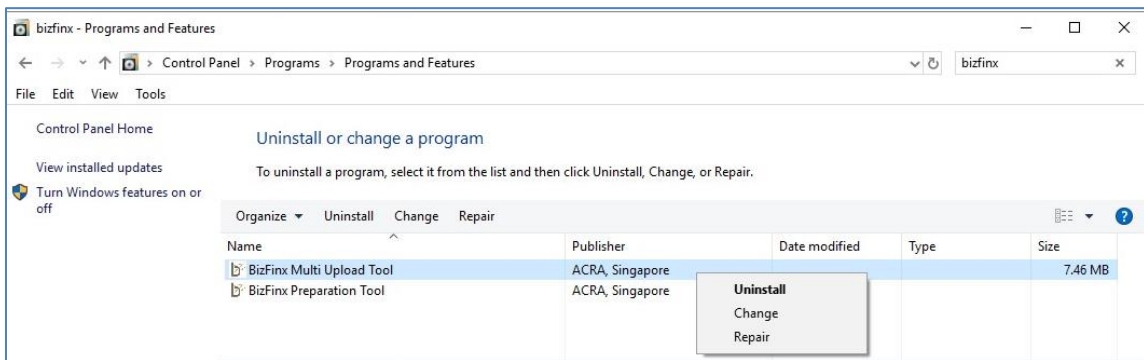 bizfinx - Programs and Features
Control Panel > Programs > Programs and Features
bizfinx
File Edit View Tools
Control Panel Home
View installed updates
Turn Windows features on or
off
Uninstall or change a program
To uninstall a program, select it from the list and then click Uninstall, Change, or Repair.
Organize Uninstall Change Repair
Name Publisher Date modified Type Size
BizFinx Multi Upload Tool ACRA, Singapore 7.46 MB
BizFinx Preparation Tool ACRA, Singapore
Uninstall
Change
Repair